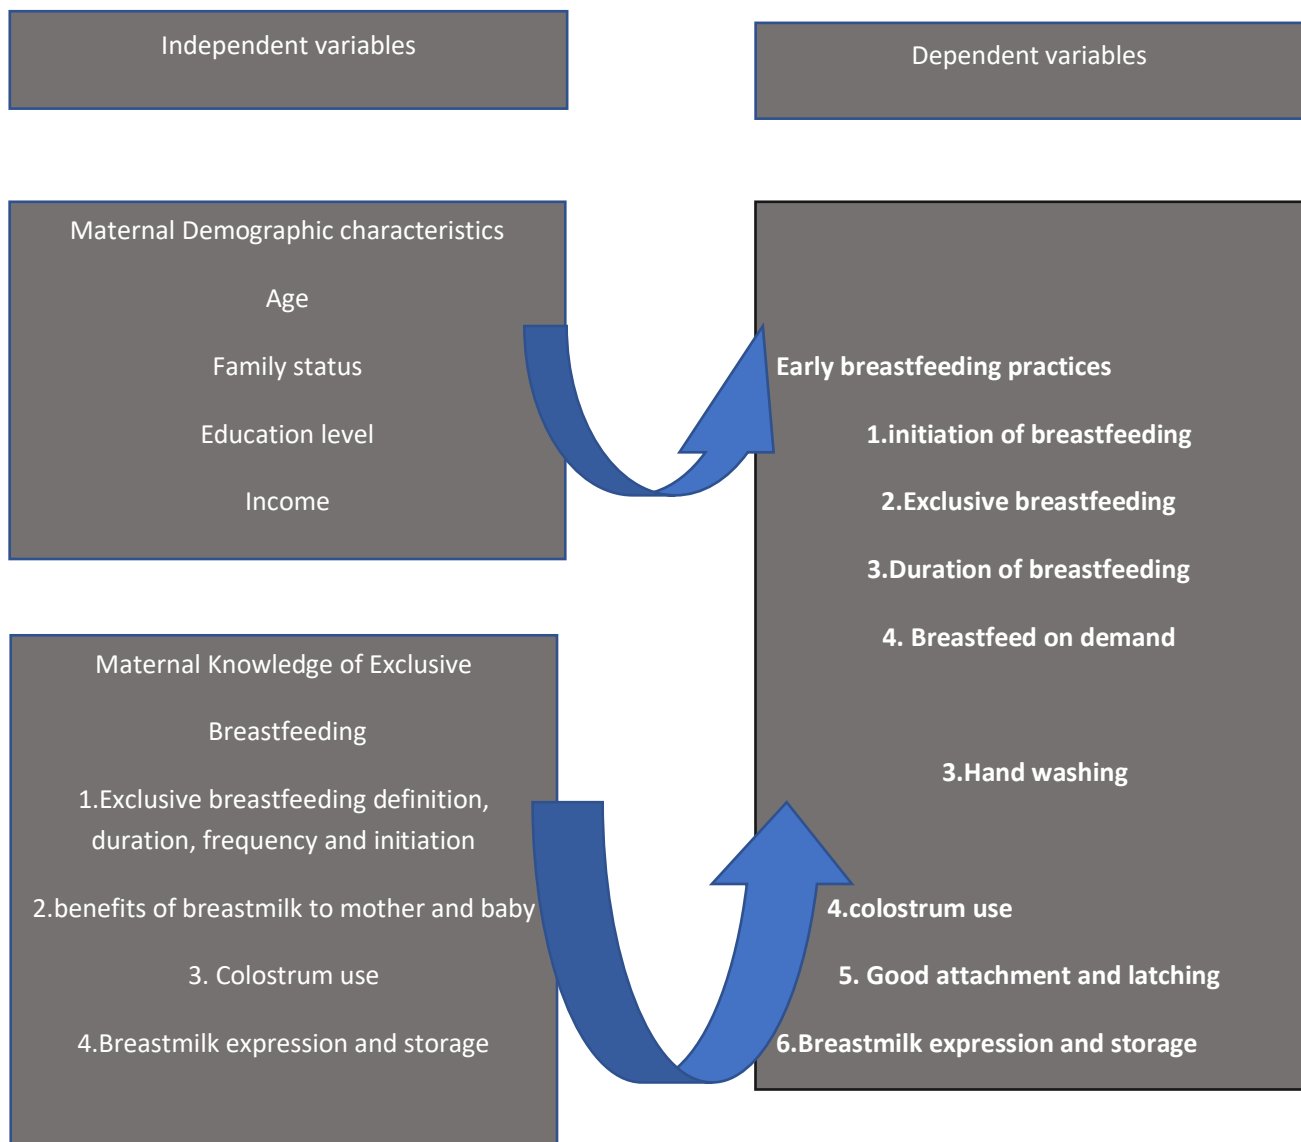 Independent variables
Dependent variables
Maternal Demographic characteristics
Age
Family status
Education level
Income
Maternal Knowledge of Exclusive
Breastfeeding
1.Exclusive breastfeeding definition,
duration, frequency and initiation
2.benefits of breastmilk to mother and baby
3. Colostrum use
4.Breastmilk expression and storage
Early breastfeeding practices
1.initiation of breastfeeding
2.Exclusive breastfeeding
3.Duration of breastfeeding
4. Breastfeed on demand
3.Hand washing
4.colostrum use
5. Good attachment and latching
6.Breastmilk expression and storage